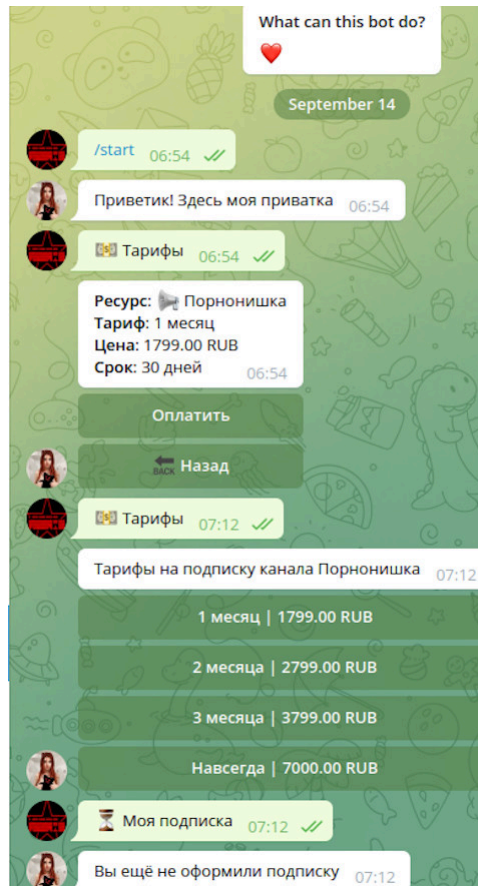 What can this bot do?
❤️
September 14
/start 06:54
Приветик! Здесь моя приватка 06:54
💵 Тарифы 06:54
Ресурс: 📢 Порнонишка
Тариф: 1 месяц
Цена: 1799.00 RUB
Срок: 30 дней 06:54
Оплатить
🔙 Назад
💵 Тарифы 07:12
Тарифы на подписку канала Порнонишка 07:12
1 месяц | 1799.00 RUB
2 месяца | 2799.00 RUB
3 месяца | 3799.00 RUB
Навсегда | 7000.00 RUB
⏳ Моя подписка 07:12
Вы ещё не оформили подписку 07:12